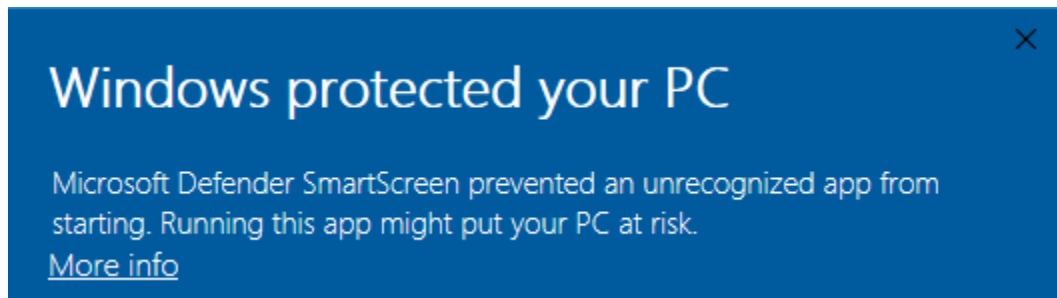 Windows protected your PC
Microsoft Defender SmartScreen prevented an unrecognized app from
starting. Running this app might put your PC at risk.
More info